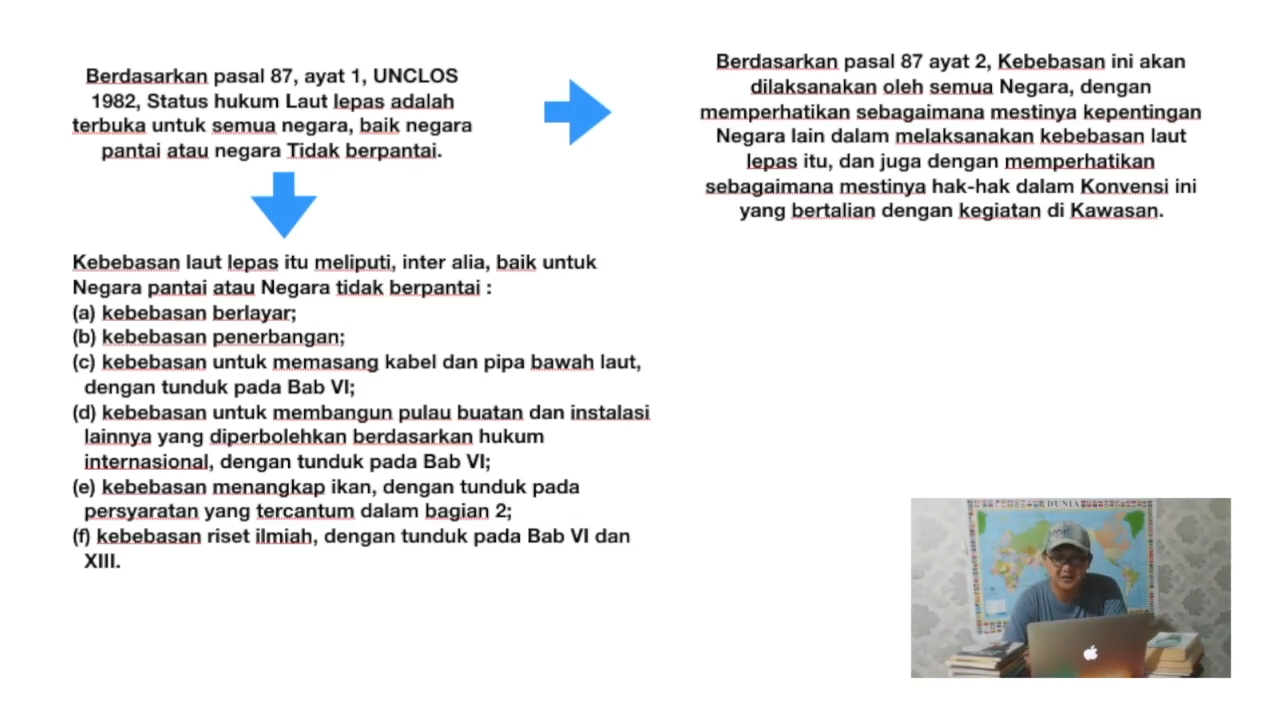 Berdasarkan pasal 87, ayat 1, UNCLOS
1982, Status hukum Laut lepas adalah
terbuka untuk semua negara, baik negara
pantai atau negara Tidak berpantai.
Berdasarkan pasal 87 ayat 2, Kebebasan ini akan
dilaksanakan oleh semua Negara, dengan
memperhatikan sebagaimana mestinya kepentingan
Negara lain dalam melaksanakan kebebasan laut
lepas itu, dan juga dengan memperhatikan
sebagaimana mestinya hak-hak dalam Konvensi ini
yang bertalian dengan kegiatan di Kawasan.
Kebebasan laut lepas itu meliputi, inter alia, baik untuk
Negara pantai atau Negara tidak berpantai :
(a) kebebasan berlayar;
(b) kebebasan penerbangan;
(c) kebebasan untuk memasang kabel dan pipa bawah laut,
dengan tunduk pada Bab VI;
(d) kebebasan untuk membangun pulau buatan dan instalasi
lainnya yang diperbolehkan berdasarkan hukum
internasional, dengan tunduk pada Bab VI;
(e) kebebasan menangkap ikan, dengan tunduk pada
persyaratan yang tercantum dalam bagian 2;
(f) kebebasan riset ilmiah, dengan tunduk pada Bab VI dan
XIII.
DUNIA